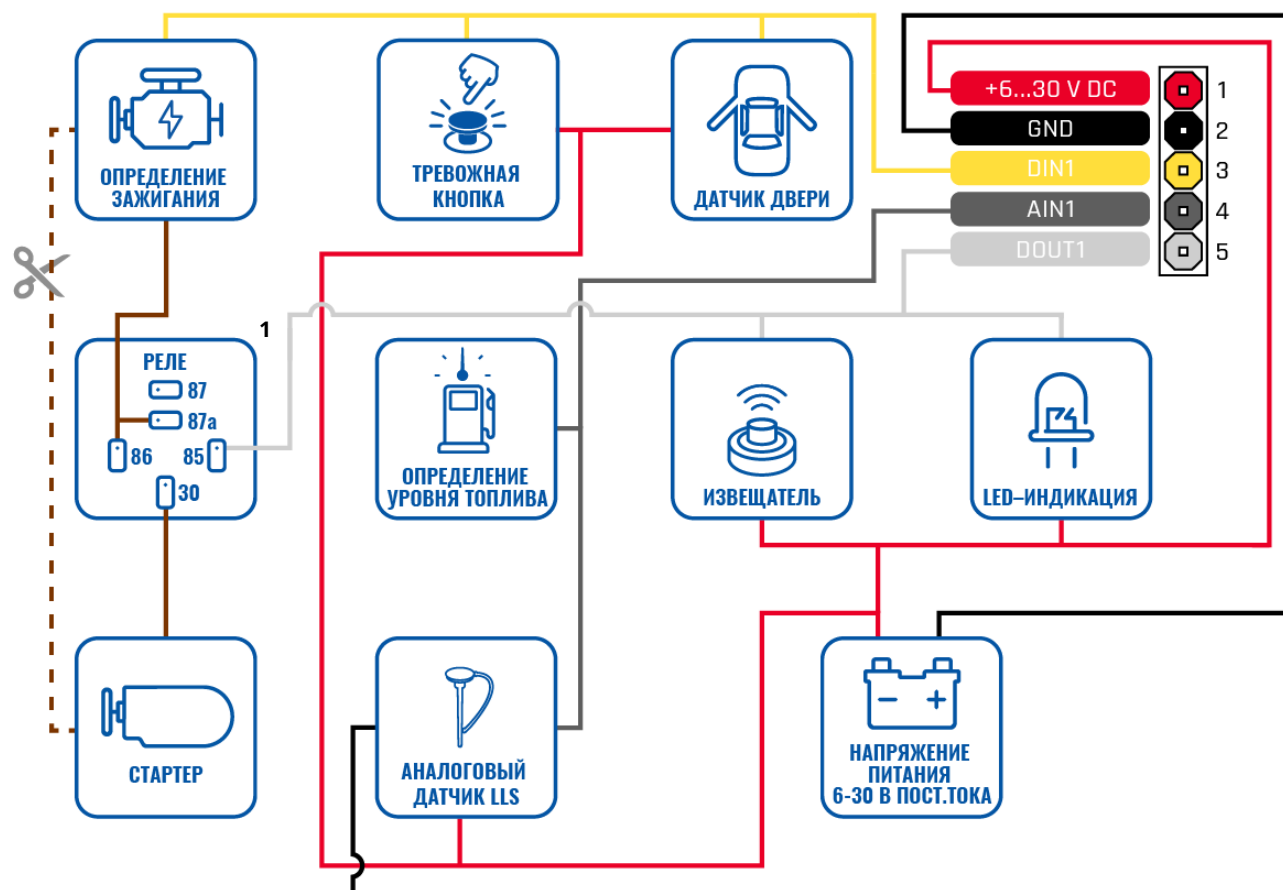 ОПРЕДЕЛЕНИЕ
ЗАЖИГАНИЯ
ТРЕВОЖНАЯ
КНОПКА
ДАТЧИК ДВЕРИ
+6...30 V DC
1
GND
2
DIN1
3
AIN1
4
DOUT1
5
1
РЕЛЕ
87
87a
86
85
30
ОПРЕДЕЛЕНИЕ
УРОВНЯ ТОПЛИВА
ИЗВЕЩАТЕЛЬ
LED–ИНДИКАЦИЯ
СТАРТЕР
АНАЛОГОВЫЙ
ДАТЧИК LLS
НАПРЯЖЕНИЕ
ПИТАНИЯ
6-30 В ПОСТ.ТОКА